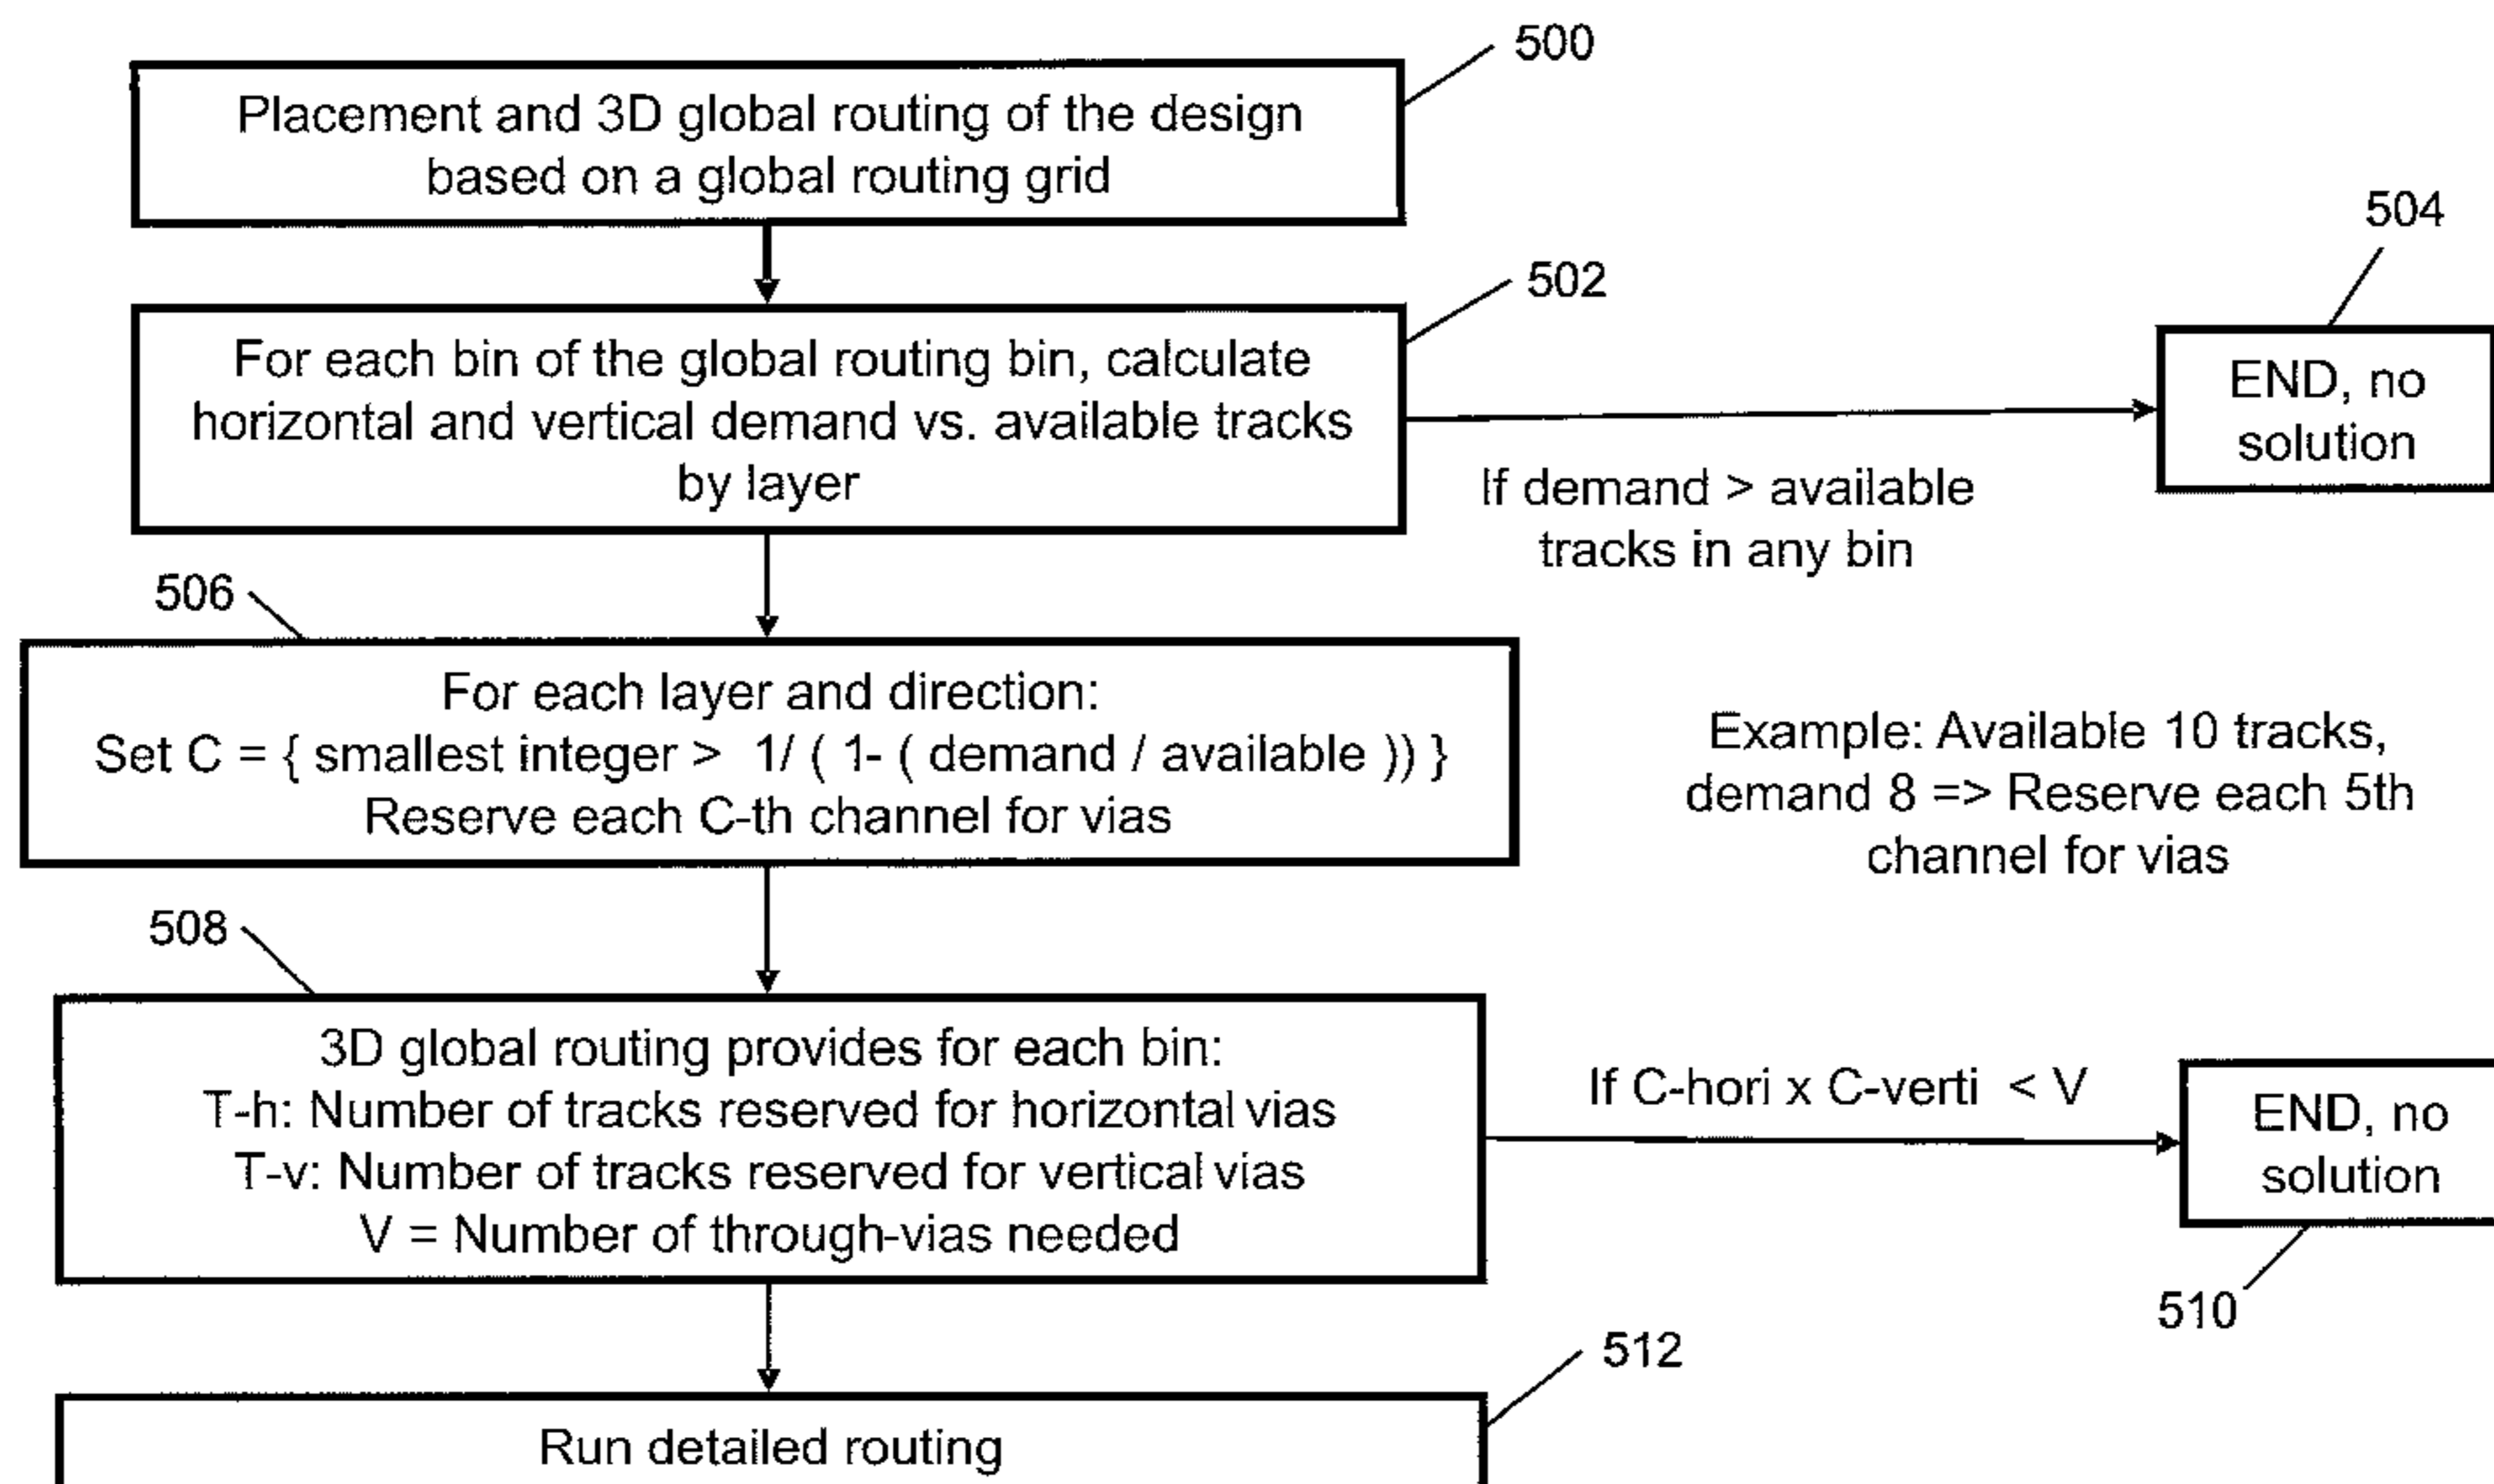 500
Placement and 3D global routing of the design
based on a global routing grid
502
For each bin of the global routing bin, calculate
horizontal and vertical demand vs. available tracks
by layer
504
END, no
solution
If demand > available
tracks in any bin
506
For each layer and direction:
Set C = { smallest integer > 1/ ( 1- ( demand / available )) }
Reserve each C-th channel for vias
Example: Available 10 tracks,
demand 8 => Reserve each 5th
channel for vias
508
3D global routing provides for each bin:
T-h: Number of tracks reserved for horizontal vias
T-v: Number of tracks reserved for vertical vias
V = Number of through-vias needed
If C-hori x C-verti < V
END, no
solution
510
512
Run detailed routing